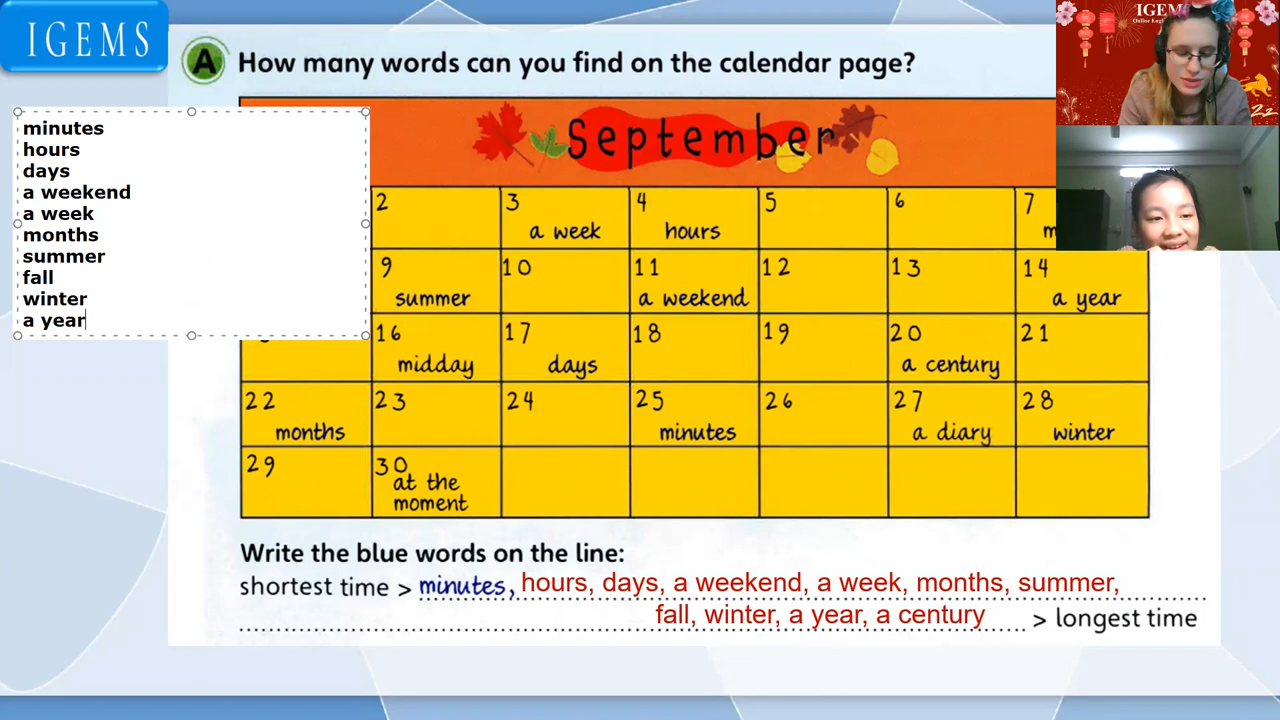 IGEMS
A How many words can you find on the calendar page?
IGEM
minutes
hours
days
a weekend
a week
months
summer
fall
winter
a year
September
2 3 4 5 6 7
a week hours
9 10 11 12 13 14
summer a weekend a year
16 17 18 19 20 21
midday days a century
22 23 24 25 26 27 28
months minutes a diary winter
29 30
at the
moment
Write the blue words on the line:
shortest time > minutes, hours, days, a weekend, a week, months, summer,
fall, winter, a year, a century > longest time